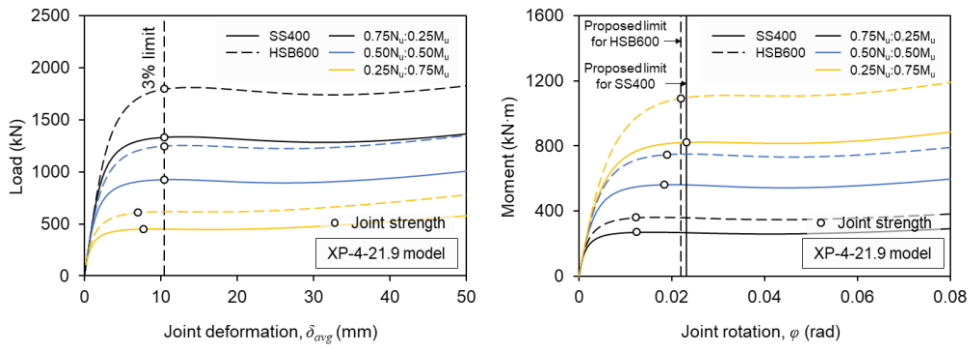 2500
2000
1500
1000
500
0
Load (kN)
0
10
20
30
40
50
Joint deformation, δavg (mm)
3% limit
SS400
HSB600
0.75Nu:0.25Mu
0.50Nu:0.50Mu
0.25Nu:0.75Mu
Joint strength
XP-4-21.9 model
1600
1200
800
400
0
Moment (kN·m)
0
0.02
0.04
0.06
0.08
Joint rotation, φ (rad)
Proposed limit
for HSB600
Proposed limit
for SS400
SS400
HSB600
0.75Nu:0.25Mu
0.50Nu:0.50Mu
0.25Nu:0.75Mu
Joint strength
XP-4-21.9 model